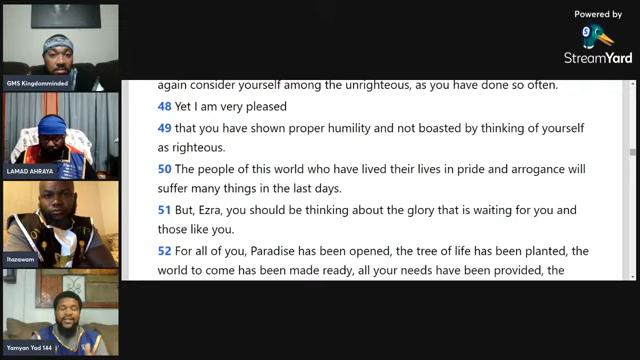 Powered by
S
StreamYard
GMS Kingdomminded
LAMAD AHRAYA
Itazawam
Yamyan Yad 144 |'
again consider yourself among the unrighteous, as you have done so often.
48 Yet I am very pleased
49 that you have shown proper humility and not boasted by thinking of yourself
as righteous.
50 The people of this world who have lived their lives in pride and arrogance will
suffer many things in the last days.
51 But, Ezra, you should be thinking about the glory that is waiting for you and
those like you.
52 For all of you, Paradise has been opened, the tree of life has been planted, the
world to come has been made ready, all your needs have been provided, the